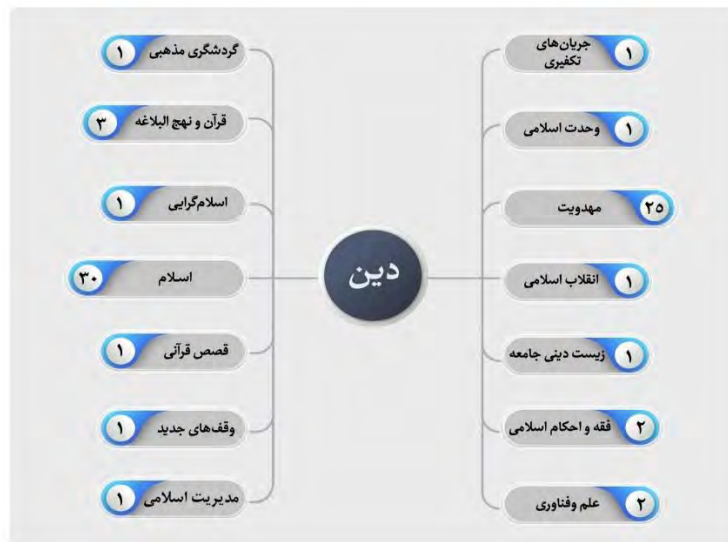 جریان‌های
تکفیری
۱
وحدت اسلامی
۱
مهدویت
۲۵
انقلاب اسلامی
۱
زیست دینی جامعه
۱
فقه و احکام اسلامی
۲
علم وفناوری
۲
دین
گردشگری مذهبی
۱
قرآن و نهج البلاغه
۳
اسلام‌گرایی
۱
اسلام
۳۰
قصص قرآنی
۱
وقف‌های جدید
۱
مدیریت اسلامی
۱